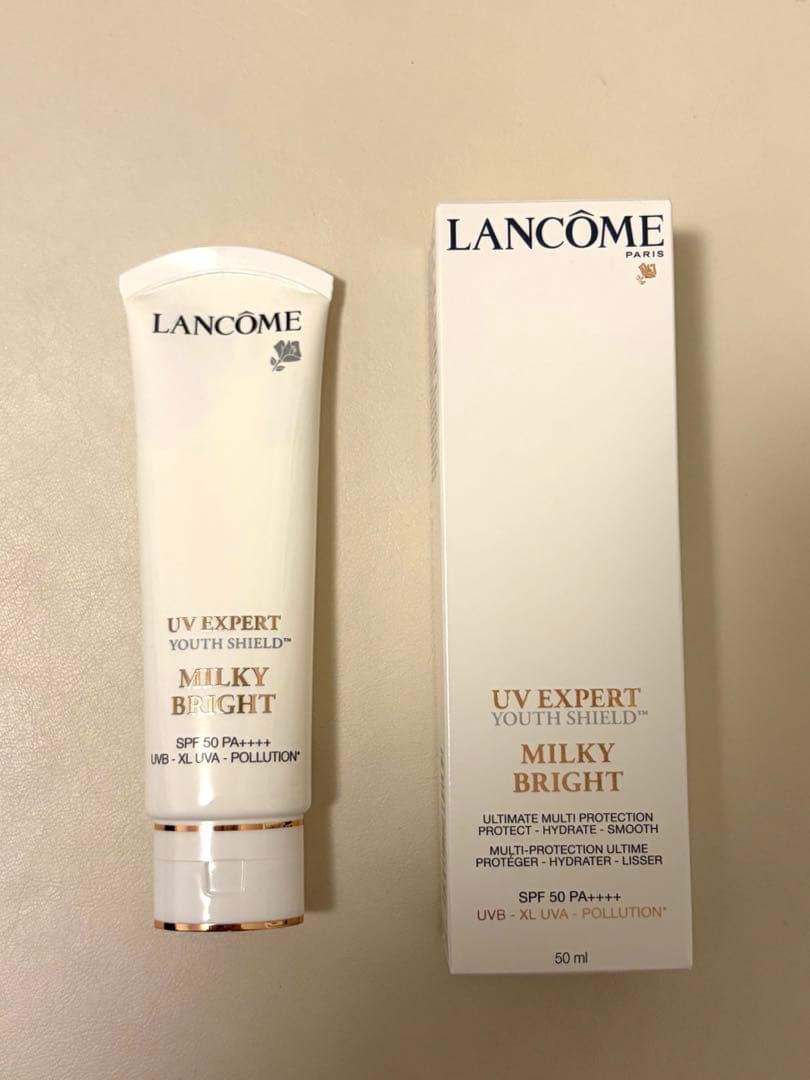 LANCÔME
UV EXPERT
YOUTH SHIELD™
MILKY
BRIGHT
SPF 50 PA++++
UVB - XL UVA - POLLUTION*
LANCÔME
PARIS
UV EXPERT
YOUTH SHIELD™
MILKY
BRIGHT
ULTIMATE MULTI PROTECTION
PROTECT - HYDRATE - SMOOTH
MULTI-PROTECTION ULTIME
PROTÉGER - HYDRATER - LISSER
SPF 50 PA++++
UVB - XL UVA - POLLUTION*
50 ml